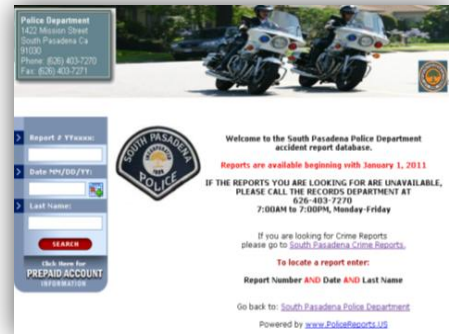 Police Department
1422 Mission Street
South Pasadena Ca
91030
Phone: (626) 403-7270
Fax: (626) 403-7271
Report # YYxxxx:
Date MM/DD/YY:
Last Name:
SEARCH
Click Here for
PREPAID ACCOUNT
INFORMATION
SOUTH PASADENA
INCORPORATED
1888
POLICE
Welcome to the South Pasadena Police Department
accident report database.
Reports are available beginning with January 1, 2011
IF THE REPORTS YOU ARE LOOKING FOR ARE UNAVAILABLE,
PLEASE CALL THE RECORDS DEPARTMENT AT
626-403-7270
7:00AM to 7:00PM, Monday-Friday
If you are looking for Crime Reports
please go to South Pasadena Crime Reports.
To locate a report enter:
Report Number AND Date AND Last Name
Go back to: South Pasadena Police Department
Powered by www.PoliceReports.US